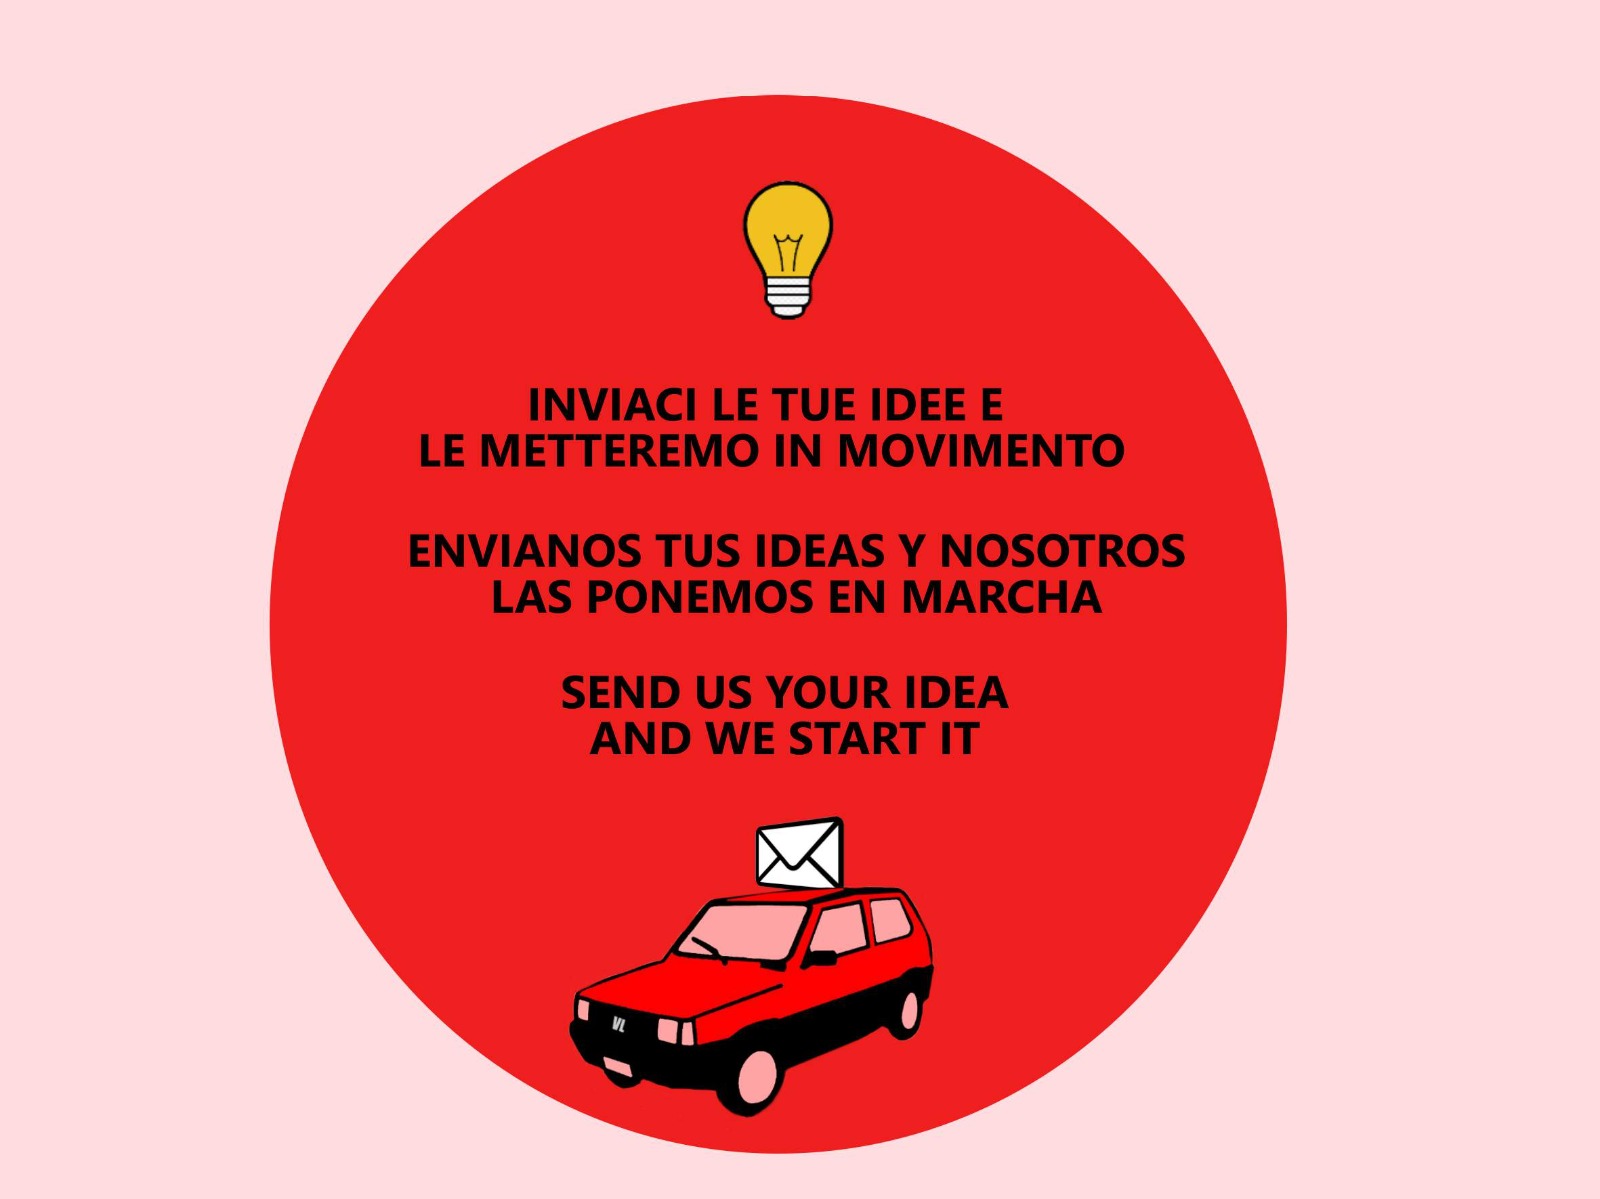 INVIACI LE TUE IDEE E
LE METTEREMO IN MOVIMENTO
ENVIANOS TUS IDEAS Y NOSOTROS
LAS PONEMOS EN MARCHA
SEND US YOUR IDEA
AND WE START IT
VL